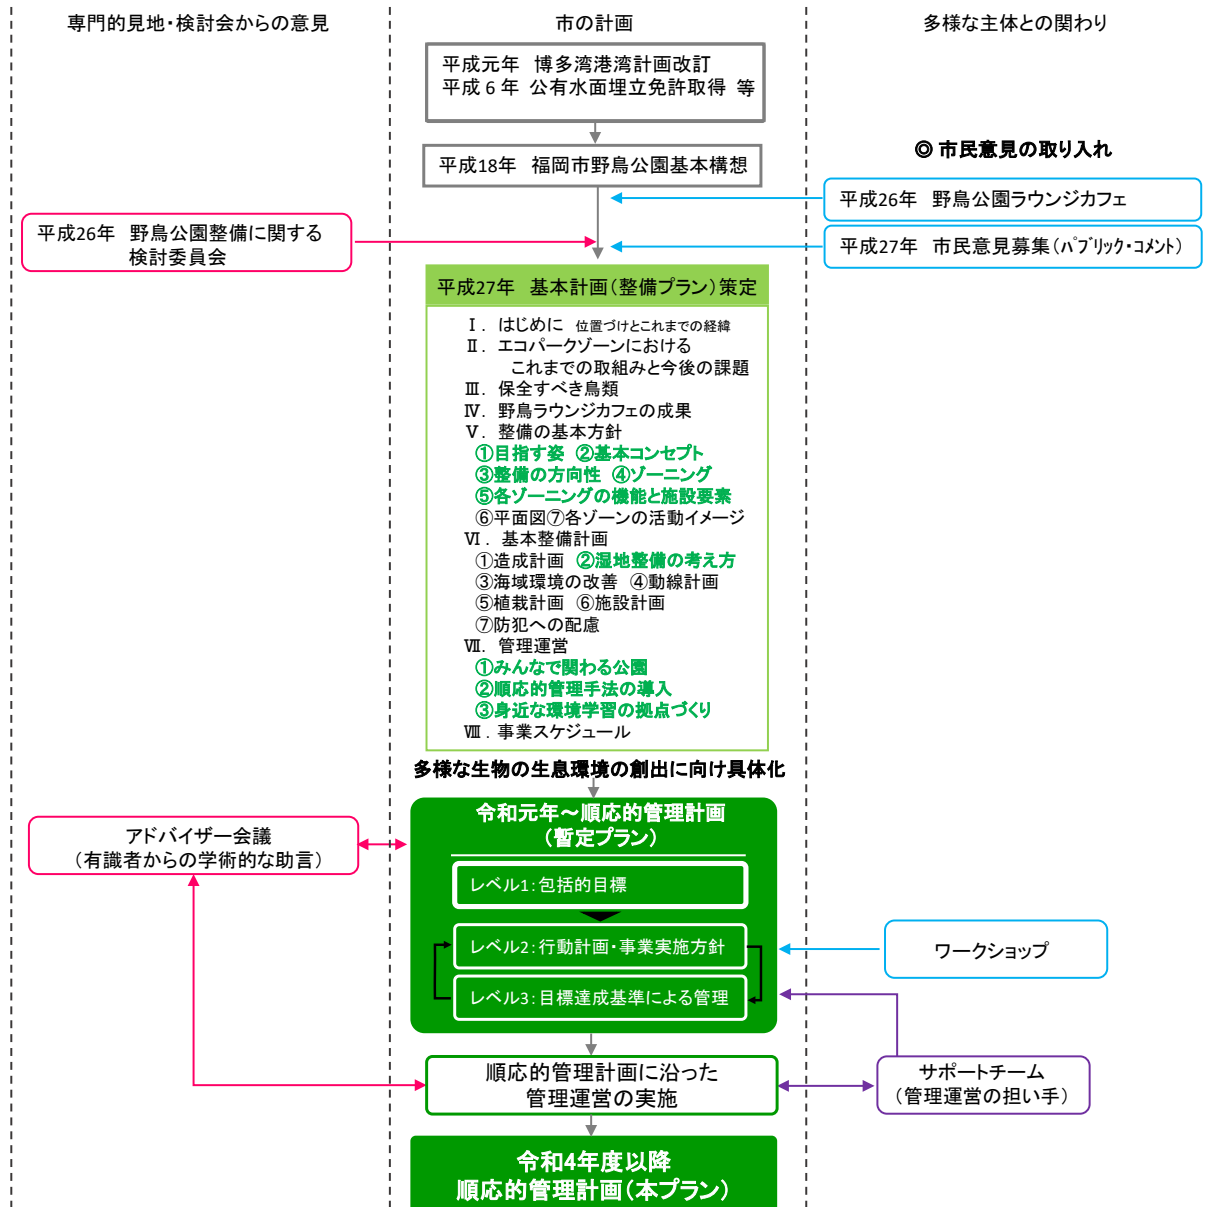 専門的見地・検討会からの意見
市の計画
多様な主体との関わり
平成元年 博多湾港湾計画改訂
平成６年 公有水面埋立免許取得 等
平成18年 福岡市野鳥公園基本構想
◎ 市民意見の取り入れ
平成26年 野鳥公園ラウンジカフェ
平成27年 市民意見募集(ﾊﾟﾌﾞﾘｯｸ・ｺﾒﾝﾄ)
平成26年 野鳥公園整備に関する
検討委員会
平成27年 基本計画(整備プラン)策定
Ⅰ. はじめに 位置づけとこれまでの経緯
Ⅱ. エコパークゾーンにおける
これまでの取組みと今後の課題
Ⅲ. 保全すべき鳥類
Ⅳ. 野鳥ラウンジカフェの成果
Ⅴ. 整備の基本方針
①目指す姿 ②基本コンセプト
③整備の方向性 ④ゾーニング
⑤各ゾーニングの機能と施設要素
⑥平面図⑦各ゾーンの活動イメージ
Ⅵ. 基本整備計画
①造成計画 ②湿地整備の考え方
③海域環境の改善 ④動線計画
⑤植栽計画 ⑥施設計画
⑦防犯への配慮
Ⅶ. 管理運営
①みんなで関わる公園
②順応的管理手法の導入
③身近な環境学習の拠点づくり
Ⅷ. 事業スケジュール
多様な生物の生息環境の創出に向け具体化
令和元年～順応的管理計画
(暫定プラン)
レベル1:包括的目標
レベル2:行動計画・事業実施方針
レベル3:目標達成基準による管理
アドバイザー会議
(有識者からの学術的な助言)
ワークショップ
順応的管理計画に沿った
管理運営の実施
サポートチーム
(管理運営の担い手)
令和4年度以降
順応的管理計画(本プラン)